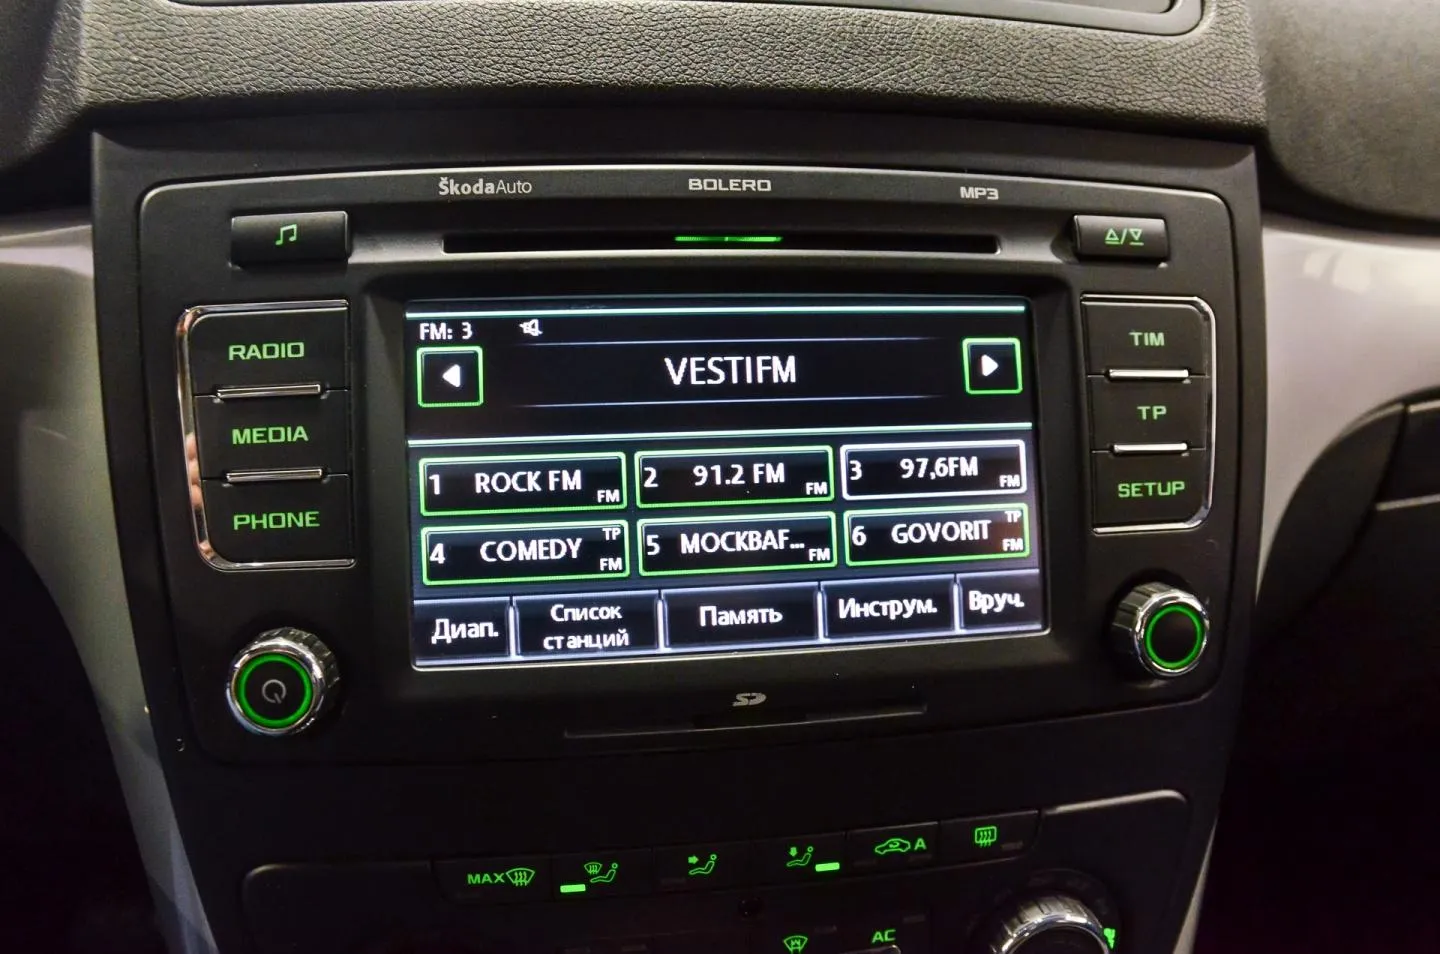 ŠkodaAuto BOLERO MP3
RADIO
MEDIA
PHONE
FM: 3
VESTIFM
1 ROCK FM FM
2 91.2 FM FM
3 97,6FM FM
4 COMEDY TP FM
5 МОСКВАF... FM
6 GOVORIT TP FM
Диап.
Список
станций
Память
Инструм.
Вруч.
TIM
TP
SETUP
SD
MAX
A
AC